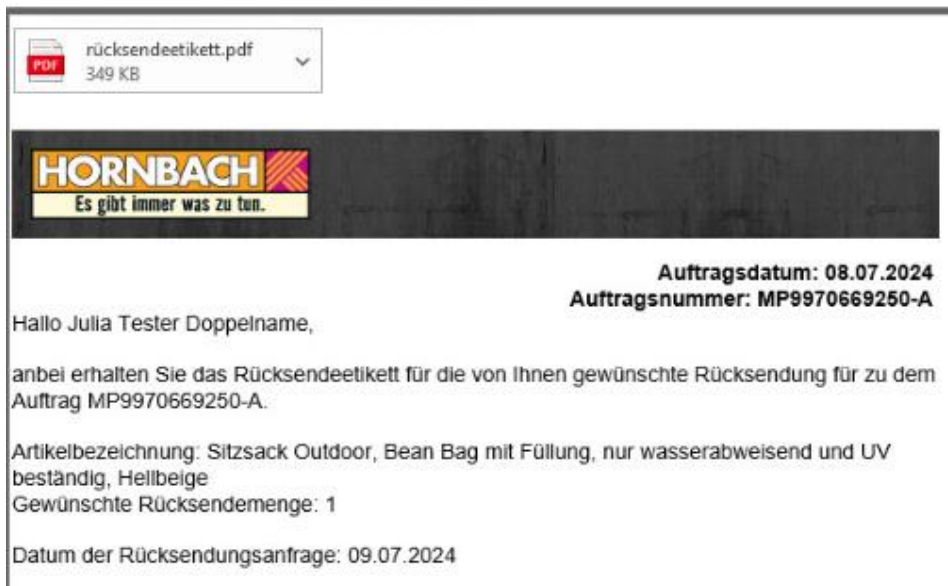 PDF
rücksendeetikett.pdf
349 KB
HORNBACH
Es gibt immer was zu tun.
Auftragsdatum: 08.07.2024
Auftragsnummer: MP9970669250-A
Hallo Julia Tester Doppelname,
anbei erhalten Sie das Rücksendeetikett für die von Ihnen gewünschte Rücksendung für zu dem
Auftrag MP9970669250-A.
Artikelbezeichnung: Sitzsack Outdoor, Bean Bag mit Füllung, nur wasserabweisend und UV
beständig, Hellbeige
Gewünschte Rücksendemenge: 1
Datum der Rücksendungsanfrage: 09.07.2024